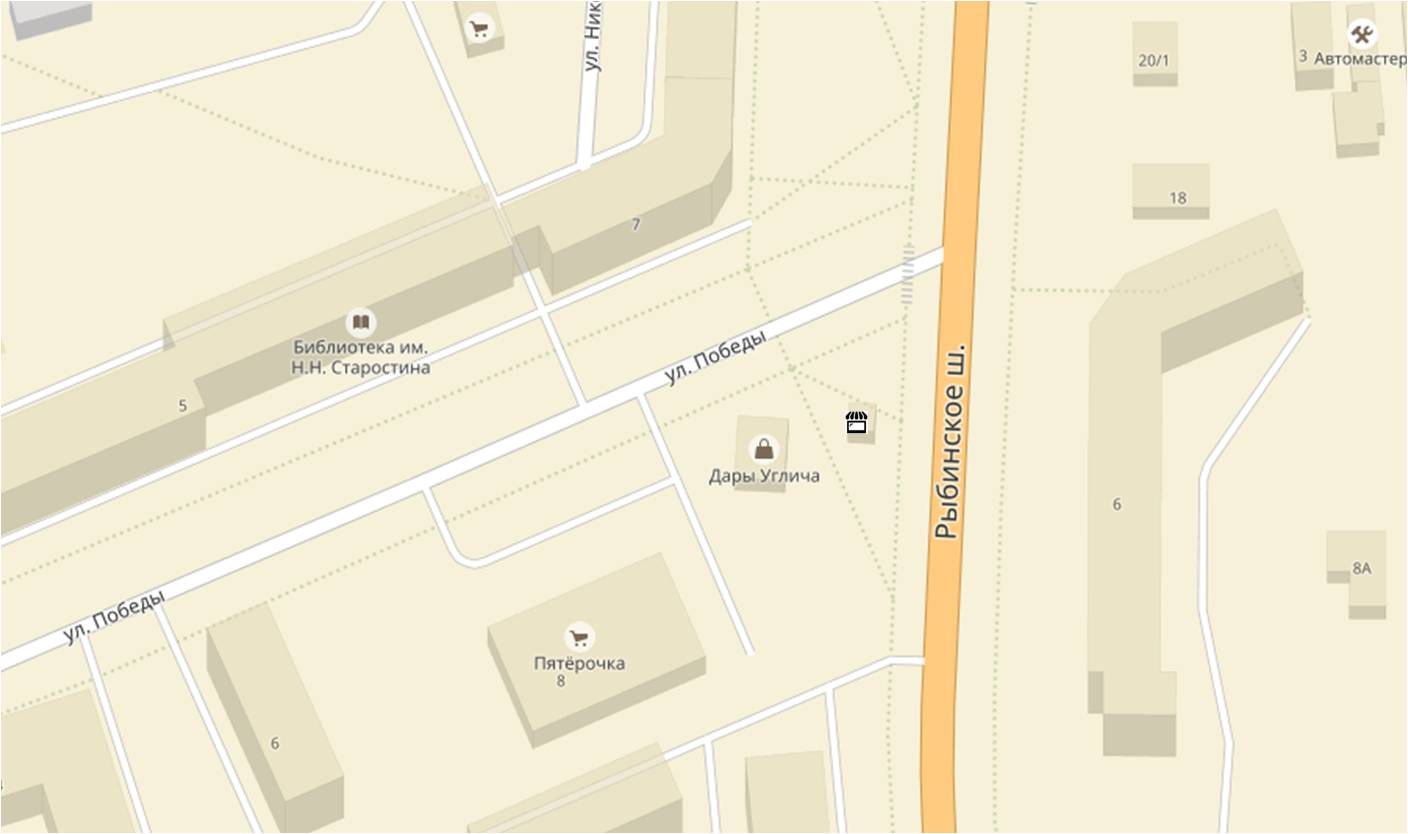 ул. Ник
20/1
3 Автомастер
18
7
Библиотека им.
Н.Н. Старостина
5
ул. Победы
Рыбинское ш.
Дары Углича
6
8А
ул. Победы
Пятёрочка
8
6